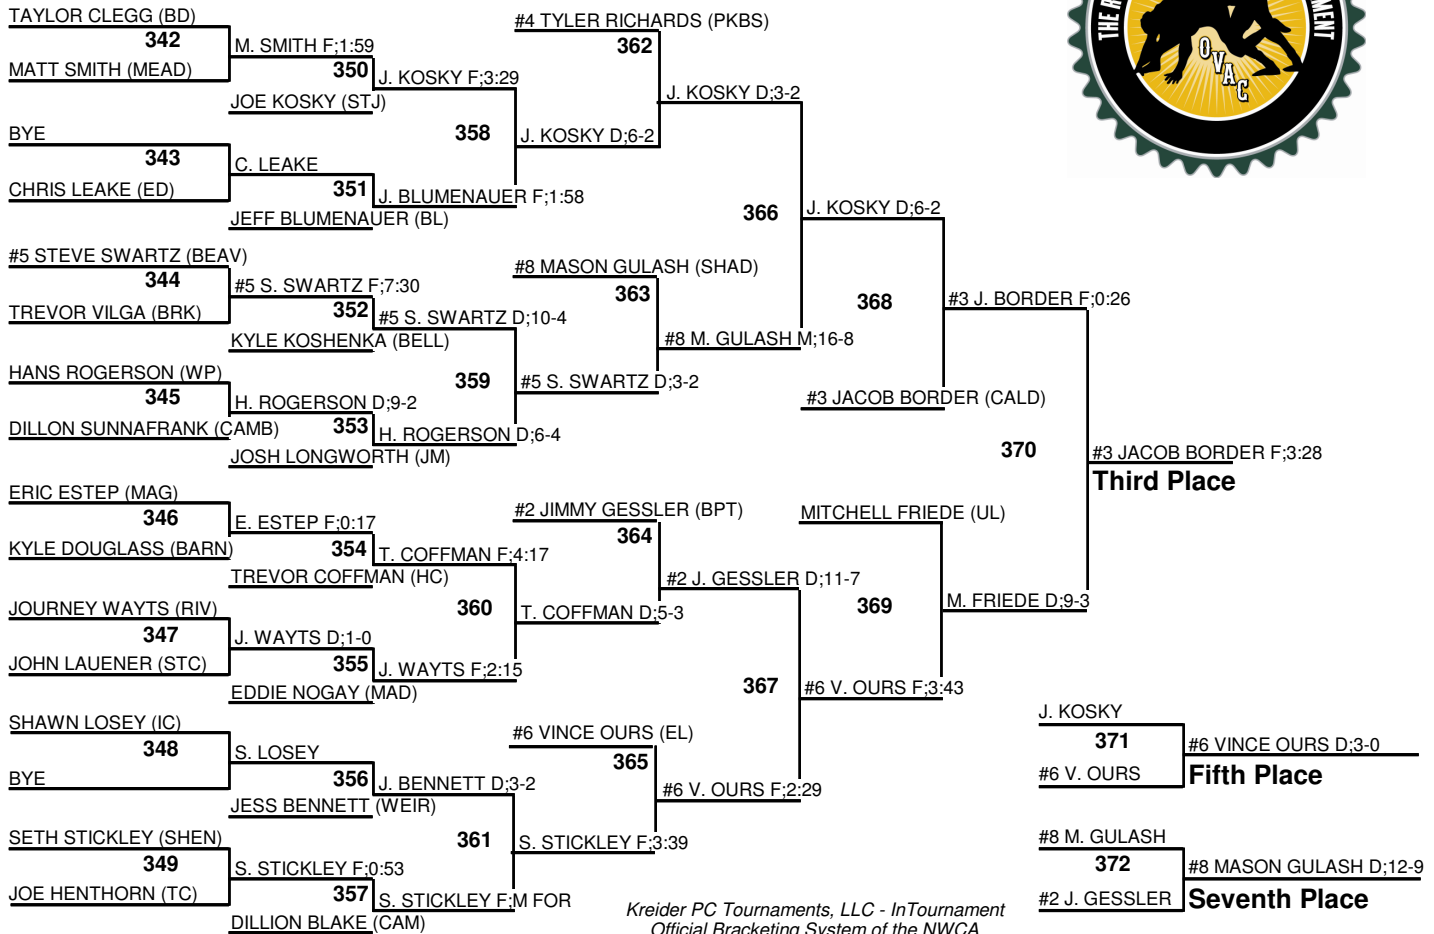 TAYLOR CLEGG (BD)
342
MATT SMITH (MEAD)
M. SMITH F;1:59
350
JOE KOSKY (STJ)
J. KOSKY F;3:29
BYE
343
CHRIS LEAKE (ED)
C. LEAKE
351
JEFF BLUMENAUER (BL)
J. BLUMENAUER F;1:58
358
J. KOSKY D;6-2
#4 TYLER RICHARDS (PKBS)
362
J. KOSKY D;3-2
#5 STEVE SWARTZ (BEAV)
344
TREVOR VILGA (BRK)
#5 S. SWARTZ F;7:30
352
KYLE KOSHENKA (BELL)
#5 S. SWARTZ D;10-4
HANS ROGERSON (WP)
345
DILLON SUNNAFRANK (CAMB)
H. ROGERSON D;9-2
353
JOSH LONGWORTH (JM)
H. ROGERSON D;6-4
359
#5 S. SWARTZ D;3-2
#8 MASON GULASH (SHAD)
363
#8 M. GULASH M;16-8
366
J. KOSKY D;6-2
368
#3 JACOB BORDER (CALD)
#3 J. BORDER F;0:26
ERIC ESTEP (MAG)
346
KYLE DOUGLASS (BARN)
E. ESTEP F;0:17
354
TREVOR COFFMAN (HC)
T. COFFMAN F;4:17
JOURNEY WAYTS (RIV)
347
JOHN LAUENER (STC)
J. WAYTS D;1-0
355
EDDIE NOGAY (MAD)
J. WAYTS F;2:15
360
T. COFFMAN D;5-3
#2 JIMMY GESSLER (BPT)
364
#2 J. GESSLER D;11-7
SHAWN LOSEY (IC)
348
BYE
S. LOSEY
356
JESS BENNETT (WEIR)
J. BENNETT D;3-2
SETH STICKLEY (SHEN)
349
JOE HENTHORN (TC)
S. STICKLEY F;0:53
357
DILLION BLAKE (CAM)
S. STICKLEY F;M FOR
361
S. STICKLEY F;3:39
#6 VINCE OURS (EL)
365
#6 V. OURS F;2:29
367
#6 V. OURS F;3:43
MITCHELL FRIEDE (UL)
369
M. FRIEDE D;9-3
370
#3 JACOB BORDER F;3:28
Third Place
J. KOSKY
371
#6 V. OURS
#6 VINCE OURS D;3-0
Fifth Place
#8 M. GULASH
372
#2 J. GESSLER
#8 MASON GULASH D;12-9
Seventh Place
THE
OVAC
MENT
Kreider PC Tournaments, LLC - InTournament
Official Bracketing System of the NWCA